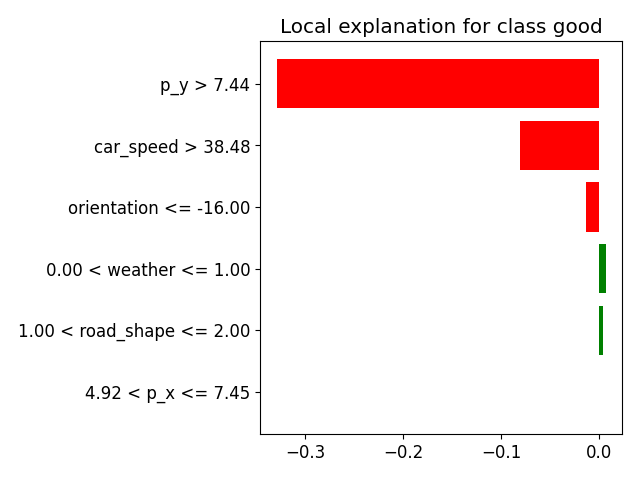 Local explanation for class good
p_y > 7.44
car_speed > 38.48
orientation <= -16.00
0.00 < weather <= 1.00
1.00 < road_shape <= 2.00
4.92 < p_x <= 7.45
−0.3 −0.2 −0.1 0.0